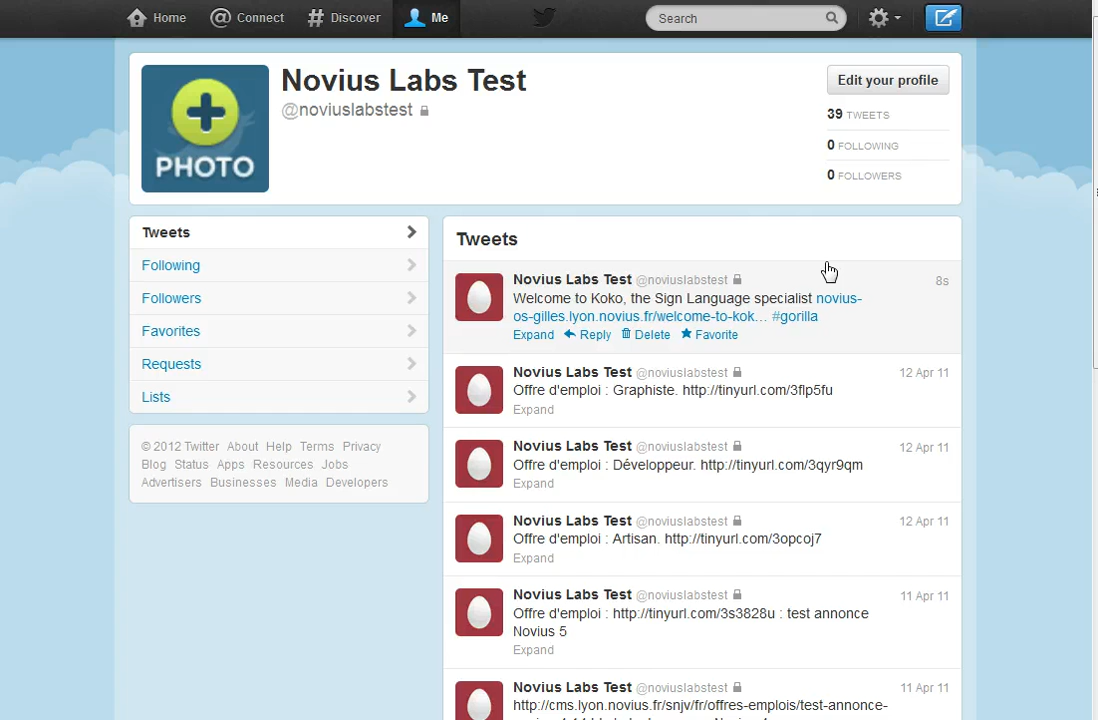 Home Connect Discover Me Search
PHOTO
Novius Labs Test
@noviuslabstest
Edit your profile
39 TWEETS
0 FOLLOWING
0 FOLLOWERS
Tweets
Following
Followers
Favorites
Requests
Lists
© 2012 Twitter About Help Terms Privacy
Blog Status Apps Resources Jobs
Advertisers Businesses Media Developers
Tweets
Novius Labs Test @noviuslabstest 8s
Welcome to Koko, the Sign Language specialist novius-
os-gilles.lyon.novius.fr/welcome-to-kok… #gorilla
Expand Reply Delete Favorite
Novius Labs Test @noviuslabstest 12 Apr 11
Offre d'emploi : Graphiste. http://tinyurl.com/3flp5fu
Expand
Novius Labs Test @noviuslabstest 12 Apr 11
Offre d'emploi : Développeur. http://tinyurl.com/3qyr9qm
Expand
Novius Labs Test @noviuslabstest 12 Apr 11
Offre d'emploi : Artisan. http://tinyurl.com/3opcoj7
Expand
Novius Labs Test @noviuslabstest 11 Apr 11
Offre d'emploi : http://tinyurl.com/3s3828u : test annonce
Novius 5
Expand
Novius Labs Test @noviuslabstest 11 Apr 11
http://cms.lyon.novius.fr/snjv/fr/offres-emplois/test-annonce-